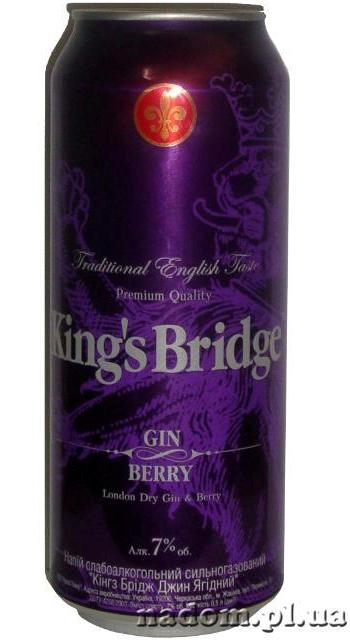 Traditional English Taste
Premium Quality
King's Bridge
GIN
BERRY
London Dry Gin & Berry
Алк. 7% об.
Напій слабоалкогольний сильногазований
"Кінгз Брідж Джин Ягідний"
nadom.pl.ua